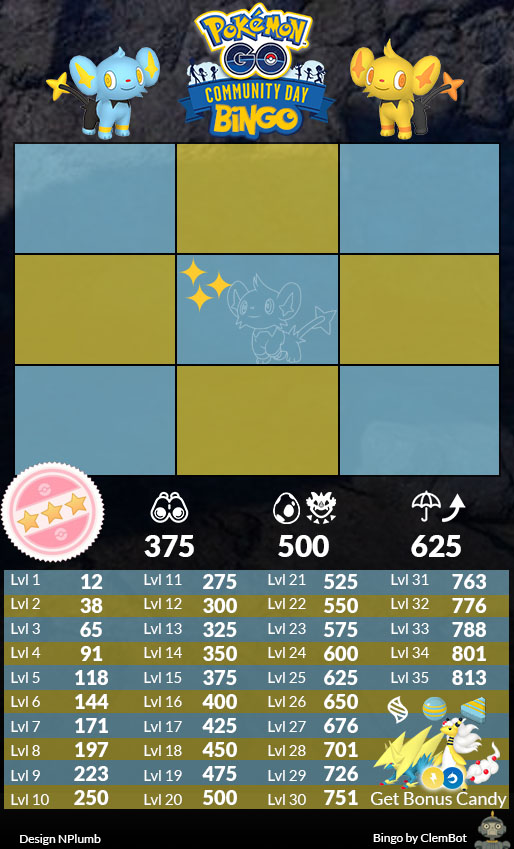 Pokémon
GO
COMMUNITY DAY
BINGO
375 500 625
Lvl 1 12 Lvl 11 275 Lvl 21 525 Lvl 31 763
Lvl 2 38 Lvl 12 300 Lvl 22 550 Lvl 32 776
Lvl 3 65 Lvl 13 325 Lvl 23 575 Lvl 33 788
Lvl 4 91 Lvl 14 350 Lvl 24 600 Lvl 34 801
Lvl 5 118 Lvl 15 375 Lvl 25 625 Lvl 35 813
Lvl 6 144 Lvl 16 400 Lvl 26 650
Lvl 7 171 Lvl 17 425 Lvl 27 676
Lvl 8 197 Lvl 18 450 Lvl 28 701
Lvl 9 223 Lvl 19 475 Lvl 29 726
Lvl 10 250 Lvl 20 500 Lvl 30 751 Get Bonus Candy
Design NPlumb Bingo by ClemBot